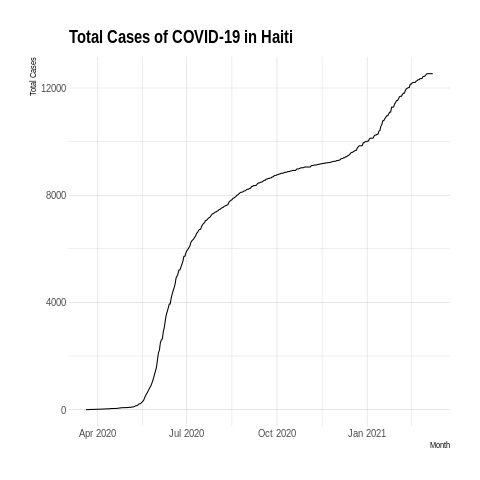 Total Cases of COVID-19 in Haiti
Total Cases
12000
8000
4000
0
Apr 2020 Jul 2020 Oct 2020 Jan 2021
Month